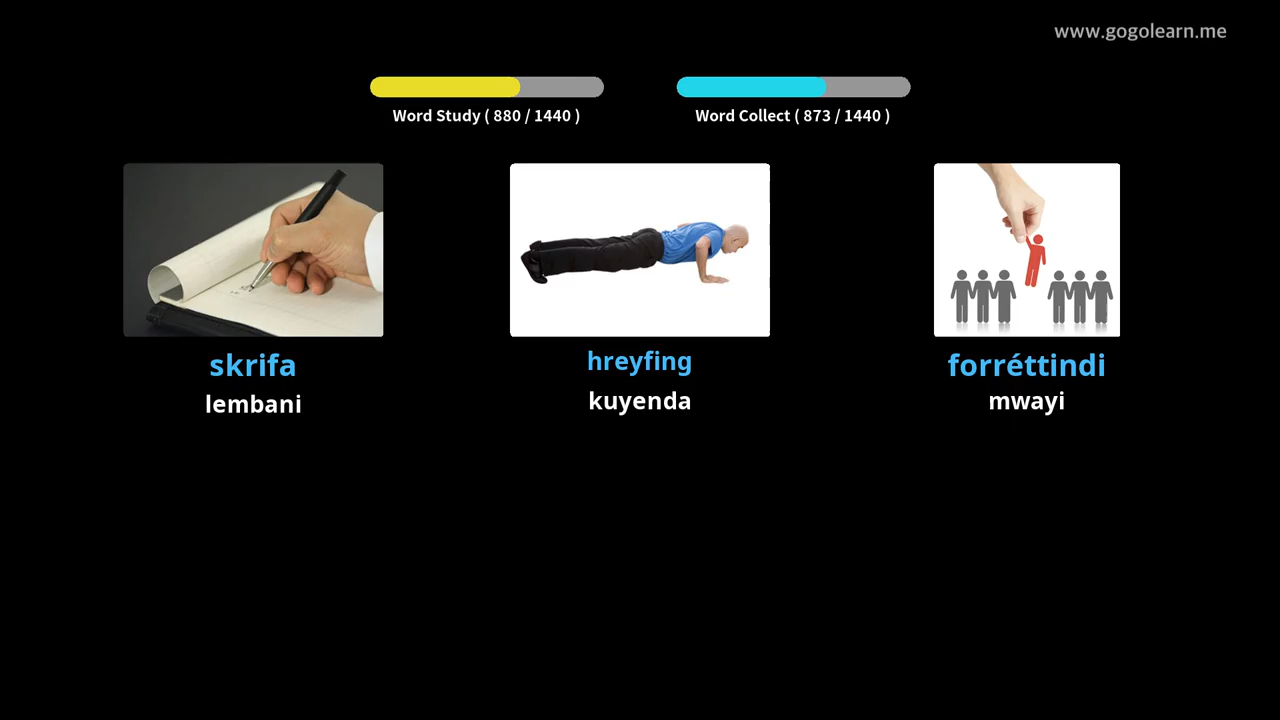 www.gogolearn.me
Word Study ( 880 / 1440 )
Word Collect ( 873 / 1440 )
skrifa
lembani
hreyfing
kuyenda
forréttindi
mwayi